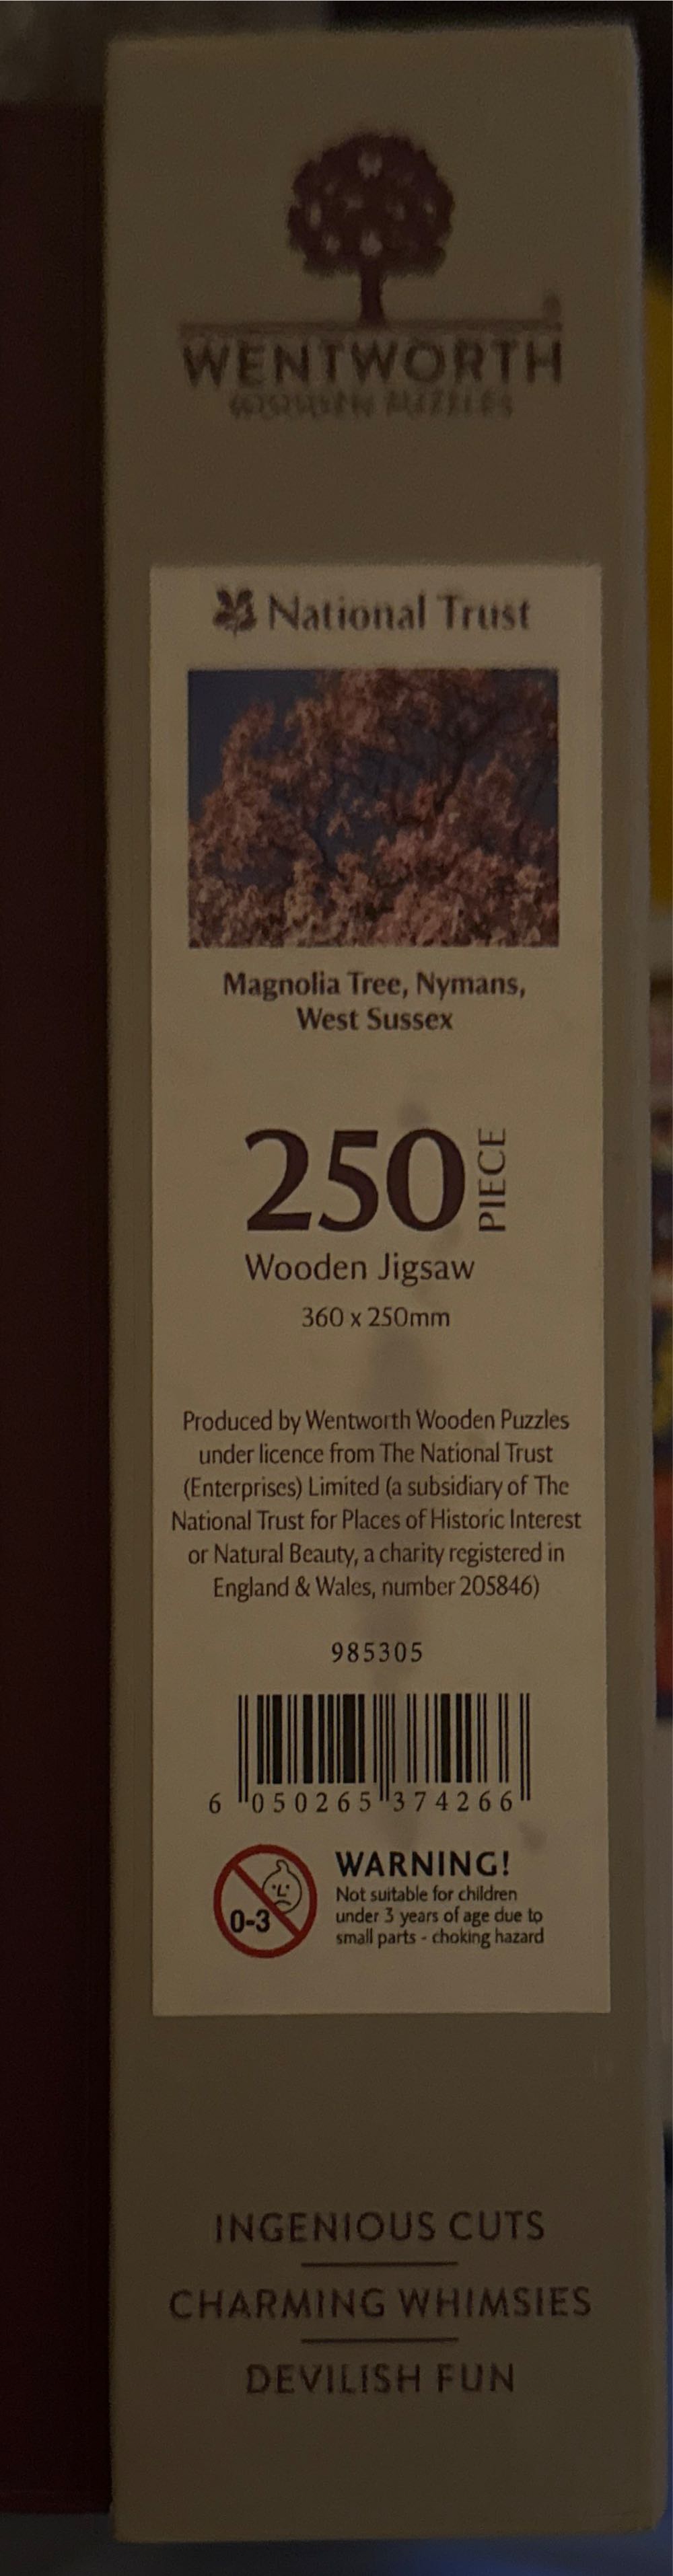 WENTWORTH
WOODEN PUZZLES
National Trust
Magnolia Tree, Nymans,
West Sussex
250 PIECE
Wooden Jigsaw
360 x 250mm
Produced by Wentworth Wooden Puzzles
under licence from The National Trust
(Enterprises) Limited (a subsidiary of The
National Trust for Places of Historic Interest
or Natural Beauty, a charity registered in
England & Wales, number 205846)
985305
6 050265 374266
0-3
WARNING!
Not suitable for children
under 3 years of age due to
small parts - choking hazard
INGENIOUS CUTS
CHARMING WHIMSIES
DEVILISH FUN